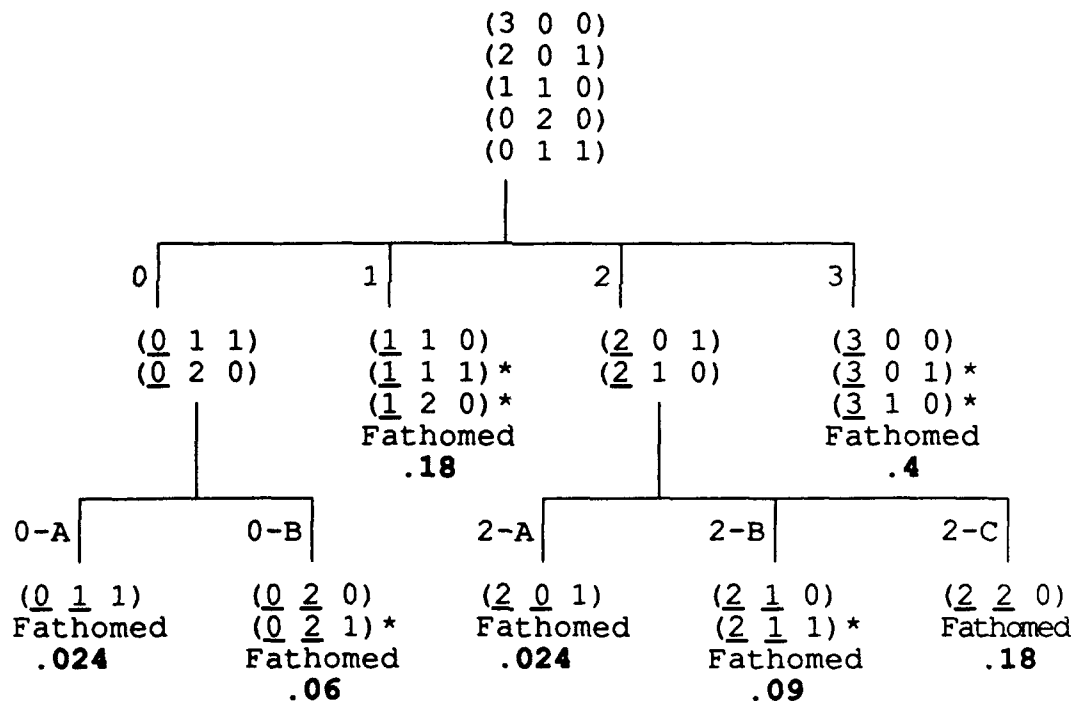 (3 0 0)
(2 0 1)
(1 1 0)
(0 2 0)
(0 1 1)
0 1 2 3
(0 1 1) (1 1 0) (2 0 1) (3 0 0)
(0 2 0) (1 1 1)* (2 1 0) (3 0 1)*
(1 2 0)* (3 1 0)*
Fathomed Fathomed
.18 .4
0-A 0-B 2-A 2-B 2-C
(0 1 1) (0 2 0) (2 0 1) (2 1 0) (2 2 0)
Fathomed (0 2 1)* Fathomed (2 1 1)* Fathomed
.024 Fathomed .024 Fathomed .18
.06 .09